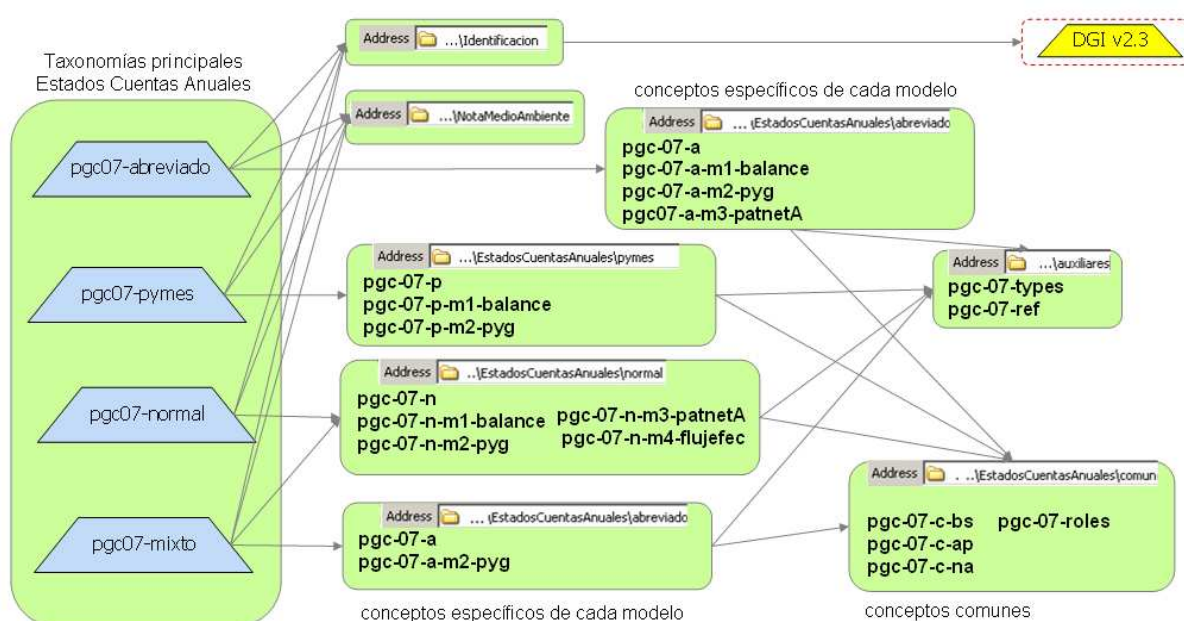 Taxonomías principales
Estados Cuentas Anuales
pgc07-abreviado
pgc07-pymes
pgc07-normal
pgc07-mixto
Address ...\Identificacion
DGI v2.3
Address ...\NotaMedioAmbiente
conceptos específicos de cada modelo
Address ... \EstadosCuentasAnuales\abreviado
pgc-07-a
pgc-07-a-m1-balance
pgc-07-a-m2-pyg
pgc07-a-m3-patnetA
Address ...\EstadosCuentasAnuales\pymes
pgc-07-p
pgc-07-p-m1-balance
pgc-07-p-m2-pyg
Address ...\auxiliares
pgc-07-types
pgc-07-ref
Address ..\EstadosCuentasAnuales\normal
pgc-07-n
pgc-07-n-m1-balance
pgc-07-n-m2-pyg
pgc-07-n-m3-patnetA
pgc-07-n-m4-flujefec
Address ... \EstadosCuentasAnuales\abreviado
pgc-07-a
pgc-07-a-m2-pyg
conceptos específicos de cada modelo
Address . ..\EstadosCuentasAnuales\comun
pgc-07-c-bs
pgc-07-c-ap
pgc-07-c-na
pgc-07-roles
conceptos comunes